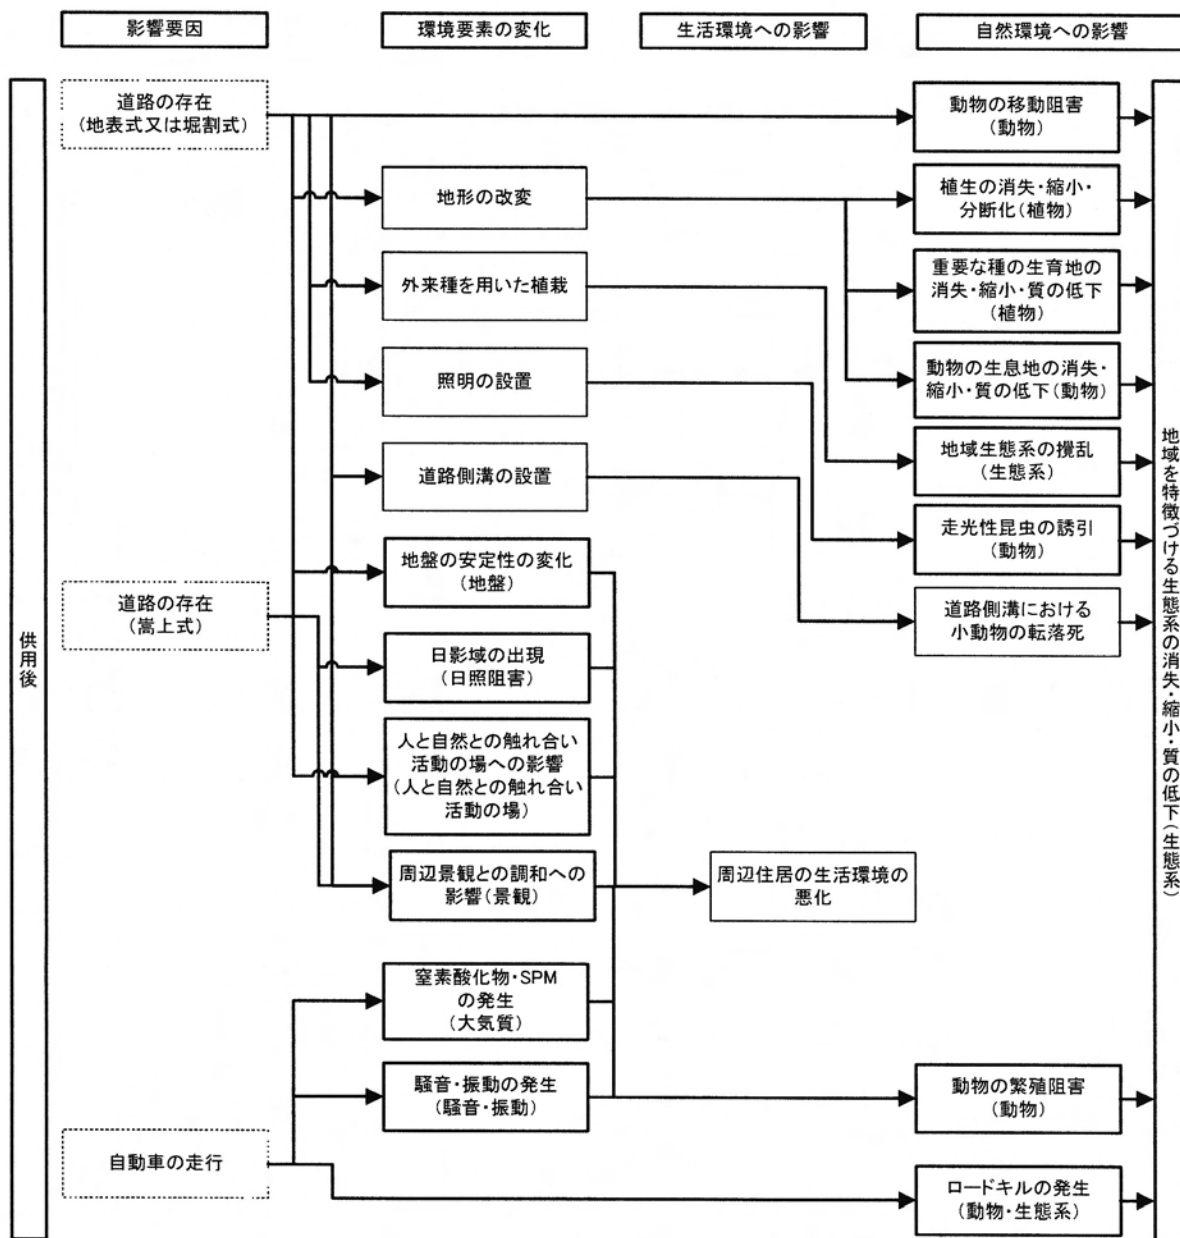 影響要因
環境要素の変化
生活環境への影響
自然環境への影響
供用後
道路の存在
(地表式又は堀割式)
動物の移動阻害
(動物)
地形の改変
植生の消失・縮小・
分断化(植物)
外来種を用いた植栽
重要な種の生育地の
消失・縮小・質の低下
(植物)
照明の設置
動物の生息地の消失・
縮小・質の低下(動物)
道路側溝の設置
地域生態系の攪乱
(生態系)
地盤の安定性の変化
(地盤)
走光性昆虫の誘引
(動物)
道路の存在
(嵩上式)
道路側溝における
小動物の転落死
日影域の出現
(日照阻害)
人と自然との触れ合い
活動の場への影響
(人と自然との触れ合い
活動の場)
周辺景観との調和への
影響(景観)
周辺住居の生活環境の
悪化
窒素酸化物・SPM
の発生
(大気質)
騒音・振動の発生
(騒音・振動)
動物の繁殖阻害
(動物)
自動車の走行
ロードキルの発生
(動物・生態系)
地域を特徴づける生態系の消失・縮小・質の低下(生態系)